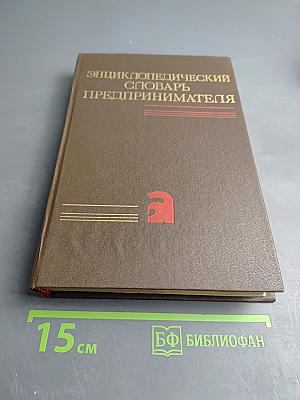 ЭНЦИКЛОПЕДИЧЕСКИЙ
СЛОВАРЬ
ПРЕДПРИНИМАТЕЛЯ
а
15 см
БФ БИБЛИОФАН